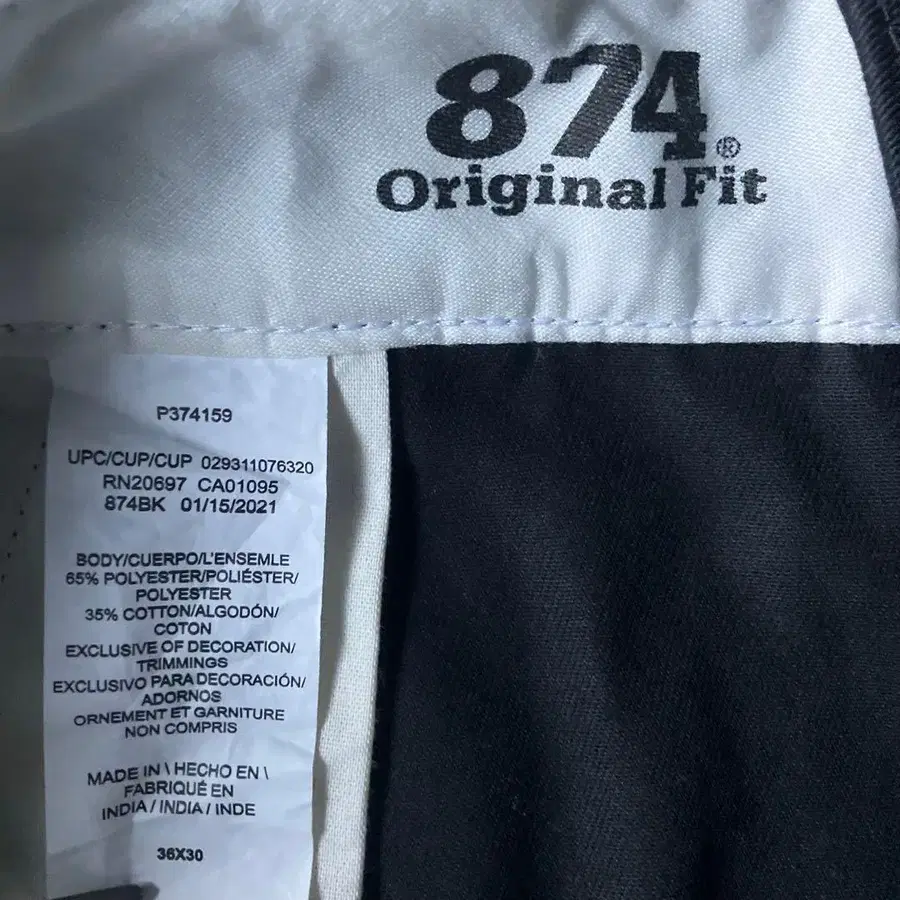 874®
Original Fit
P374159
UPC/CUP/CUP 029311076320
RN20697 CA01095
874BK 01/15/2021
BODY/CUERPO/L'ENSEMLE
65% POLYESTER/POLIÉSTER/
POLYESTER
35% COTTON/ALGODÓN/
COTON
EXCLUSIVE OF DECORATION/
TRIMMINGS
EXCLUSIVO PARA DECORACIÓN/
ADORNOS
ORNEMENT ET GARNITURE
NON COMPRIS
MADE IN \ HECHO EN \
FABRIQUÉ EN
INDIA / INDIA / INDE
36X30